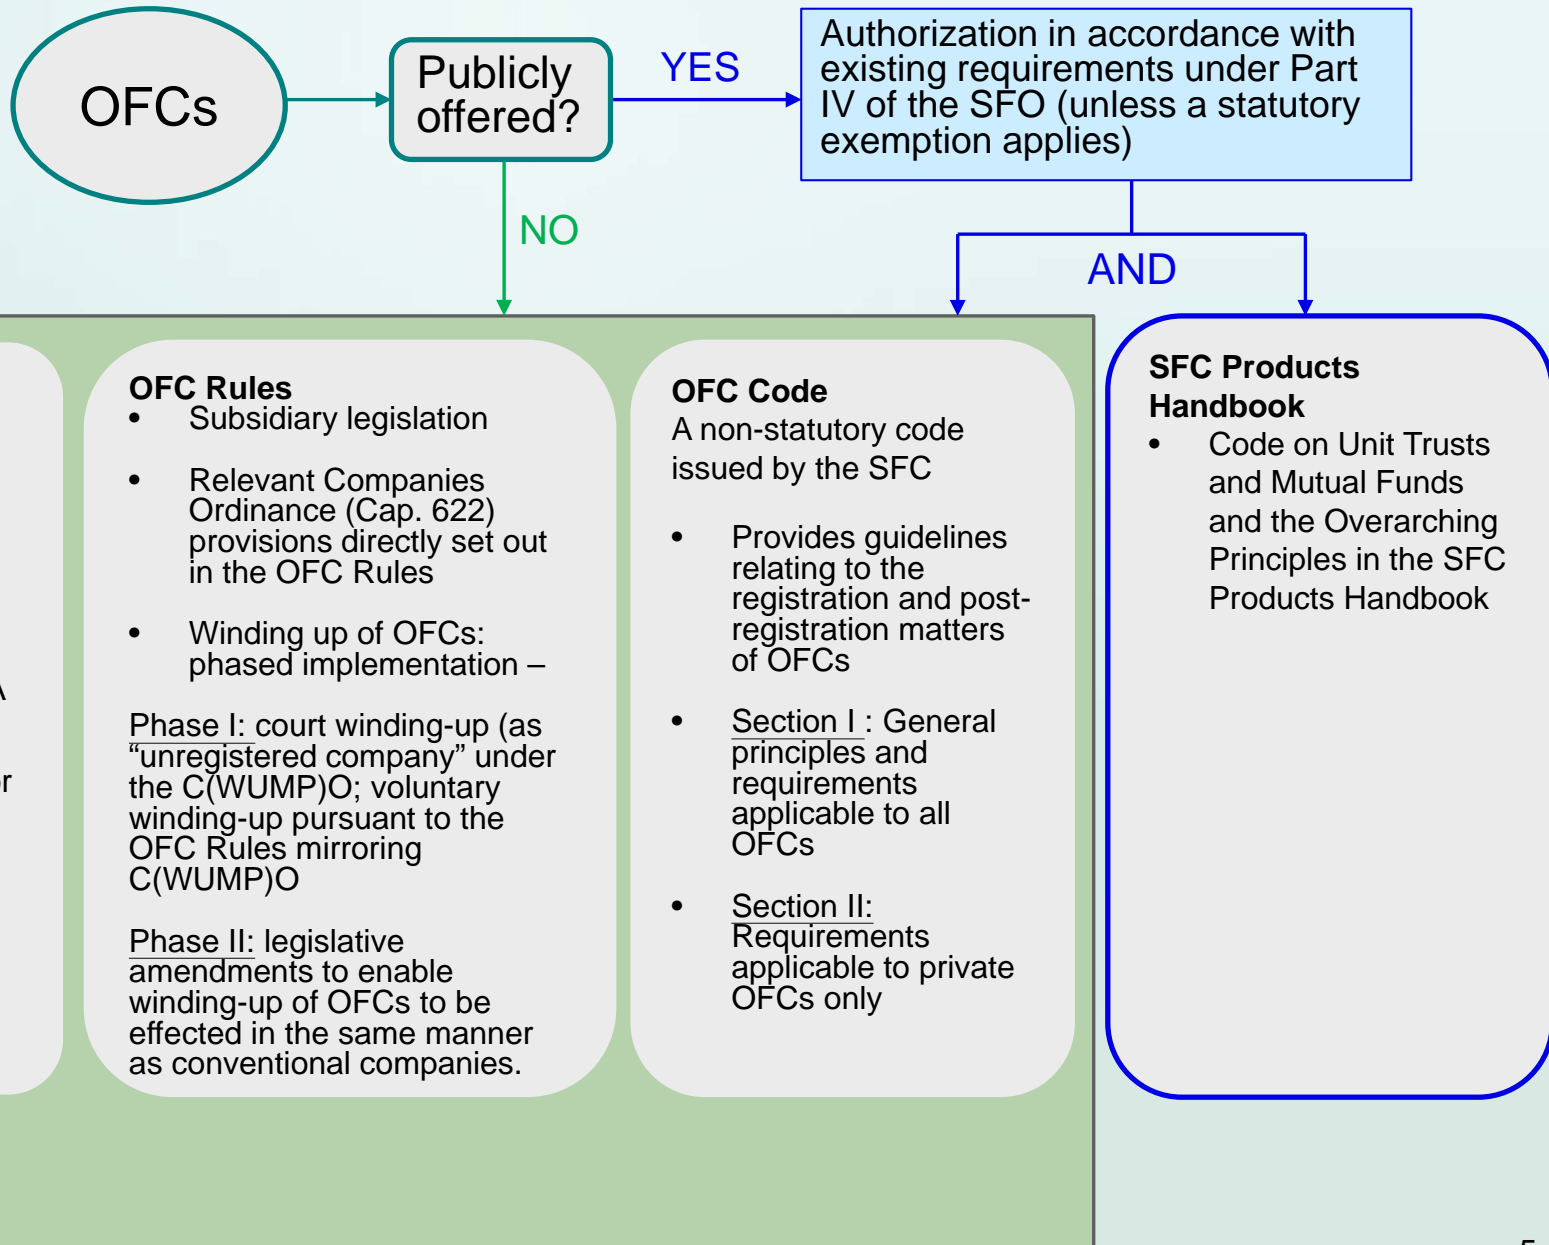 OFCs
Publicly
offered?
YES
Authorization in accordance with
existing requirements under Part
IV of the SFO (unless a statutory
exemption applies)
NO
AND
OFC Rules
• Subsidiary legislation
• Relevant Companies
Ordinance (Cap. 622)
provisions directly set out
in the OFC Rules
• Winding up of OFCs:
phased implementation –
Phase I: court winding-up (as
“unregistered company” under
the C(WUMP)O; voluntary
winding-up pursuant to the
OFC Rules mirroring
C(WUMP)O
Phase II: legislative
amendments to enable
winding-up of OFCs to be
effected in the same manner
as conventional companies.
OFC Code
A non-statutory code
issued by the SFC
• Provides guidelines
relating to the
registration and post-
registration matters
of OFCs
• Section I : General
principles and
requirements
applicable to all
OFCs
• Section II:
Requirements
applicable to private
OFCs only
SFC Products
Handbook
• Code on Unit Trusts
and Mutual Funds
and the Overarching
Principles in the SFC
Products Handbook